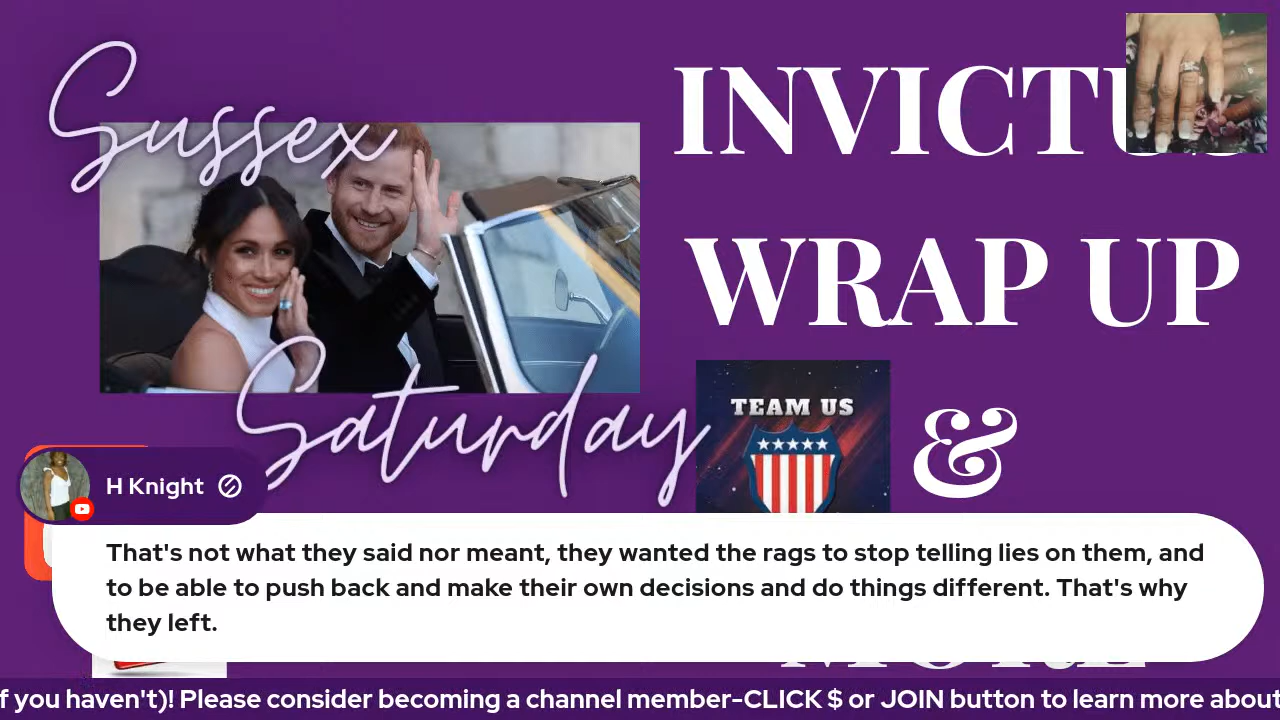 Sussex
Saturday
INVICTUS
WRAP UP
&
TEAM US
H Knight
That's not what they said nor meant, they wanted the rags to stop telling lies on them, and
to be able to push back and make their own decisions and do things different. That's why
they left.
MORE
f you haven't)! Please consider becoming a channel member-CLICK $ or JOIN button to learn more about